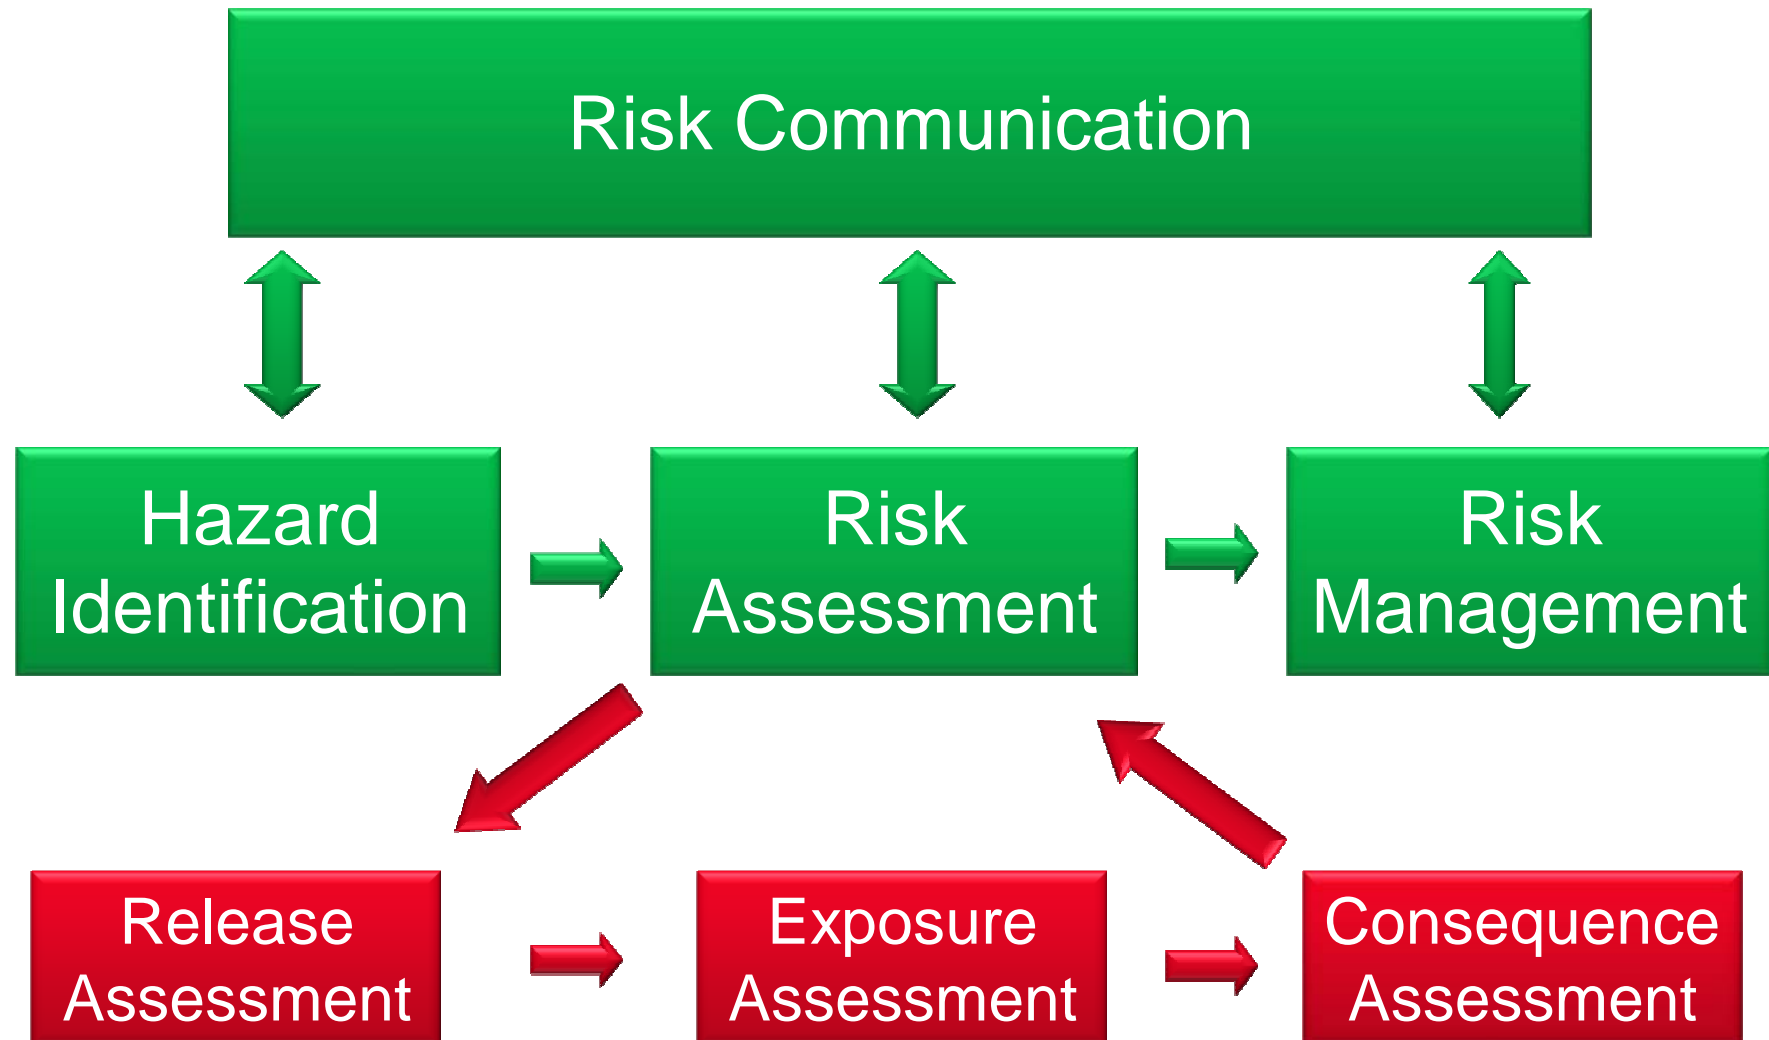 Risk Communication
Hazard
Identification
Risk
Assessment
Risk
Management
Release
Assessment
Exposure
Assessment
Consequence
Assessment